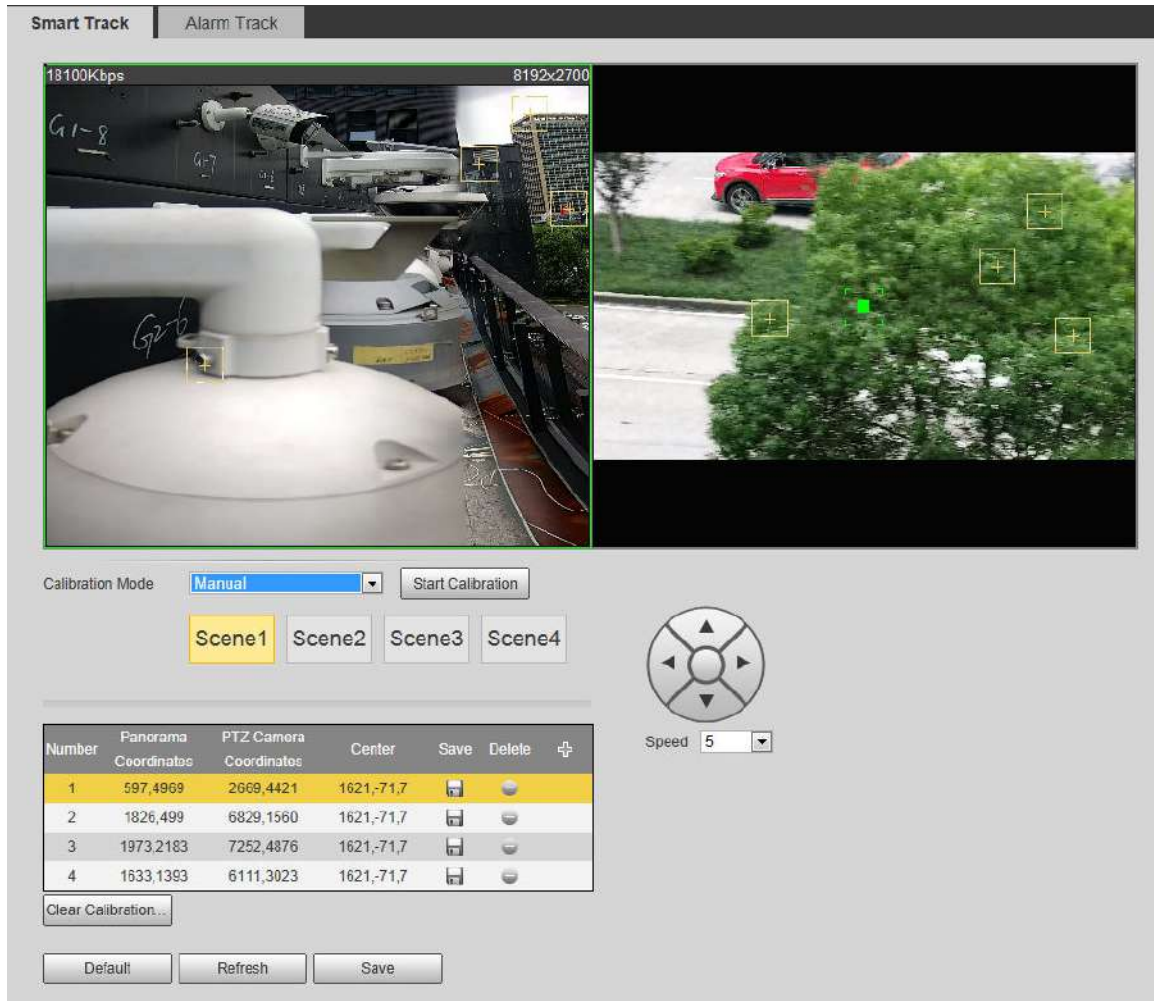 Smart Track
Alarm Track
18100Kbps
8192x2700
G1-8
G1-7
G2-6
Calibration Mode
Manual
Start Calibration
Scene1
Scene2
Scene3
Scene4
Number
Panorama Coordinates
PTZ Camera Coordinates
Center
Save
Delete
1
597,4969
2669,4421
1621,-71,7
2
1826,499
6829,1560
1621,-71,7
3
1973,2183
7252,4876
1621,-71,7
4
1633,1393
6111,3023
1621,-71,7
Speed
5
Clear Calibration...
Default
Refresh
Save